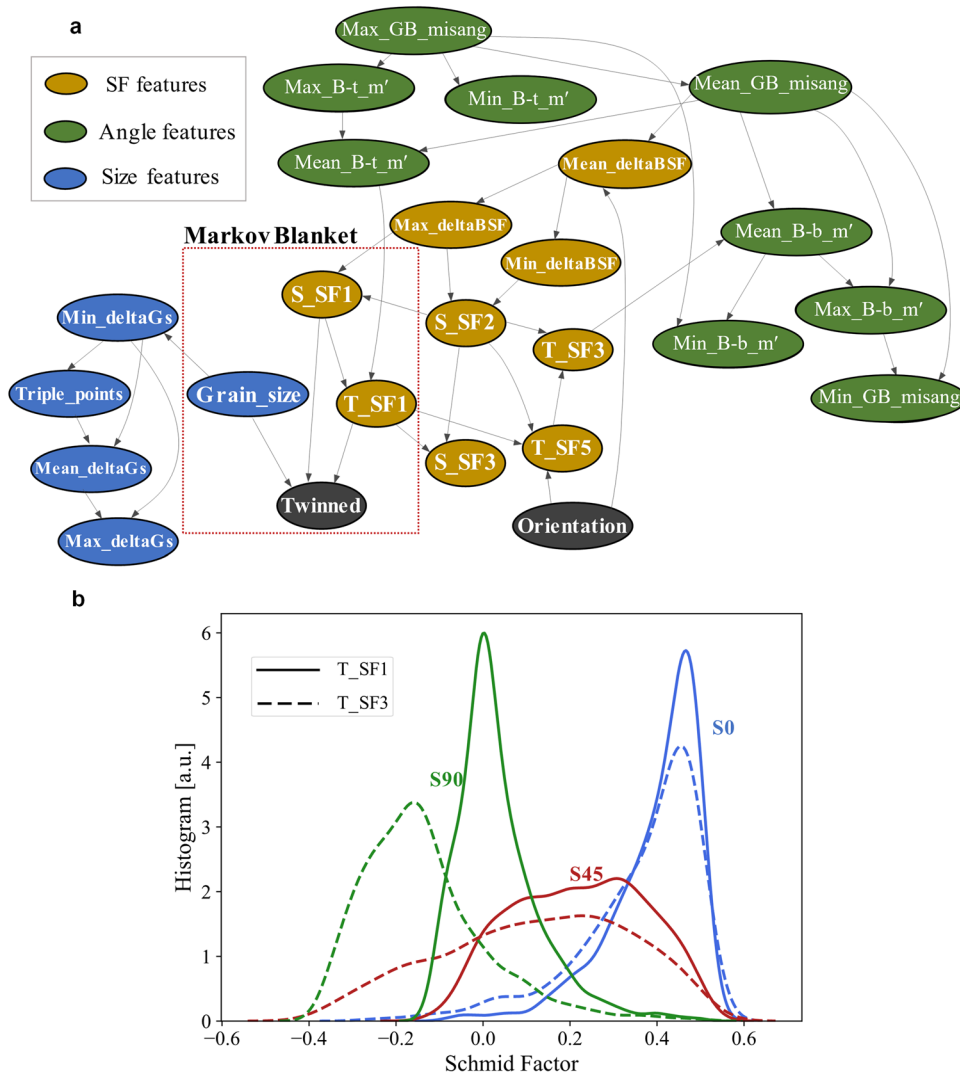 a
SF features
Angle features
Size features
Max_GB_misang
Max_B-t_m′
Min_B-t_m′
Mean_GB_misang
Mean_B-t_m′
Mean_deltaBSF
Max_deltaBSF
Mean_B-b_m′
Markov Blanket
Min_deltaBSF
S_SF1
Min_deltaGs
S_SF2
Max_B-b_m′
T_SF3
Min_B-b_m′
Triple_points
Grain_size
T_SF1
Min_GB_misang
Mean_deltaGs
S_SF3
T_SF5
Twinned
Orientation
Max_deltaGs
b
T_SF1
T_SF3
S0
S90
S45
Histogram [a.u.]
6
5
4
3
2
1
0
−0.6
−0.4
−0.2
0.0
0.2
0.4
0.6
Schmid Factor